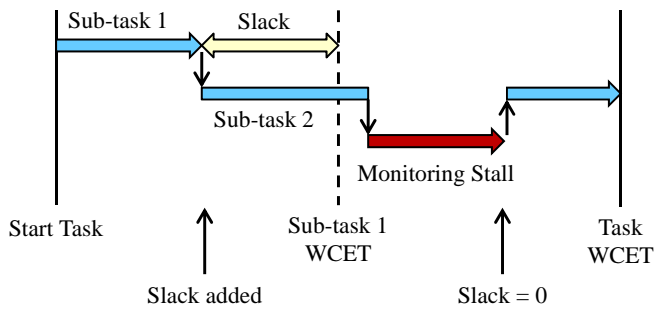 Sub-task 1
Slack
Sub-task 2
Monitoring Stall
Start Task
Sub-task 1
WCET
Task
WCET
Slack added
Slack = 0